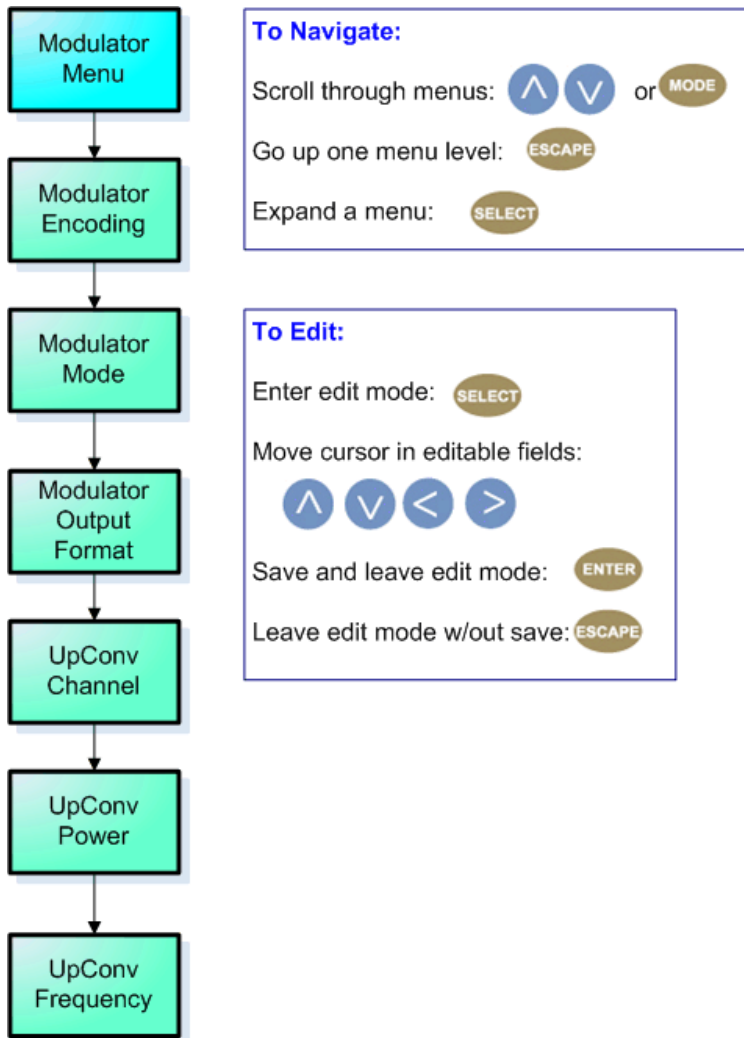 Modulator
Menu
Modulator
Encoding
Modulator
Mode
Modulator
Output
Format
UpConv
Channel
UpConv
Power
UpConv
Frequency
To Navigate:
Scroll through menus: Λ V or MODE
Go up one menu level: ESCAPE
Expand a menu: SELECT
To Edit:
Enter edit mode: SELECT
Move cursor in editable fields:
Λ V < >
Save and leave edit mode: ENTER
Leave edit mode w/out save: ESCAPE